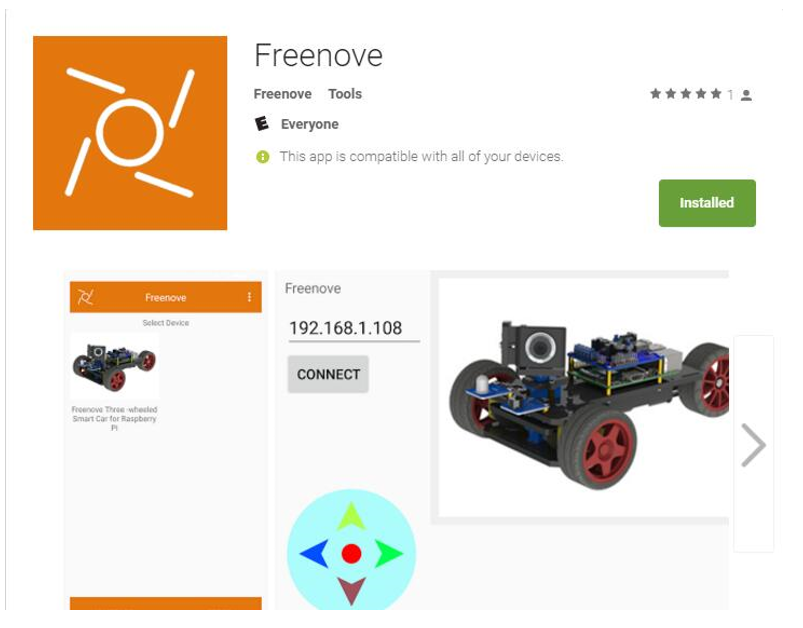 Freenove
Freenove Tools
1
E Everyone
This app is compatible with all of your devices.
Installed
Freenove
Select Device
Freenove Three -wheeled
Smart Car for Raspberry
Pi
Freenove
192.168.1.108
CONNECT